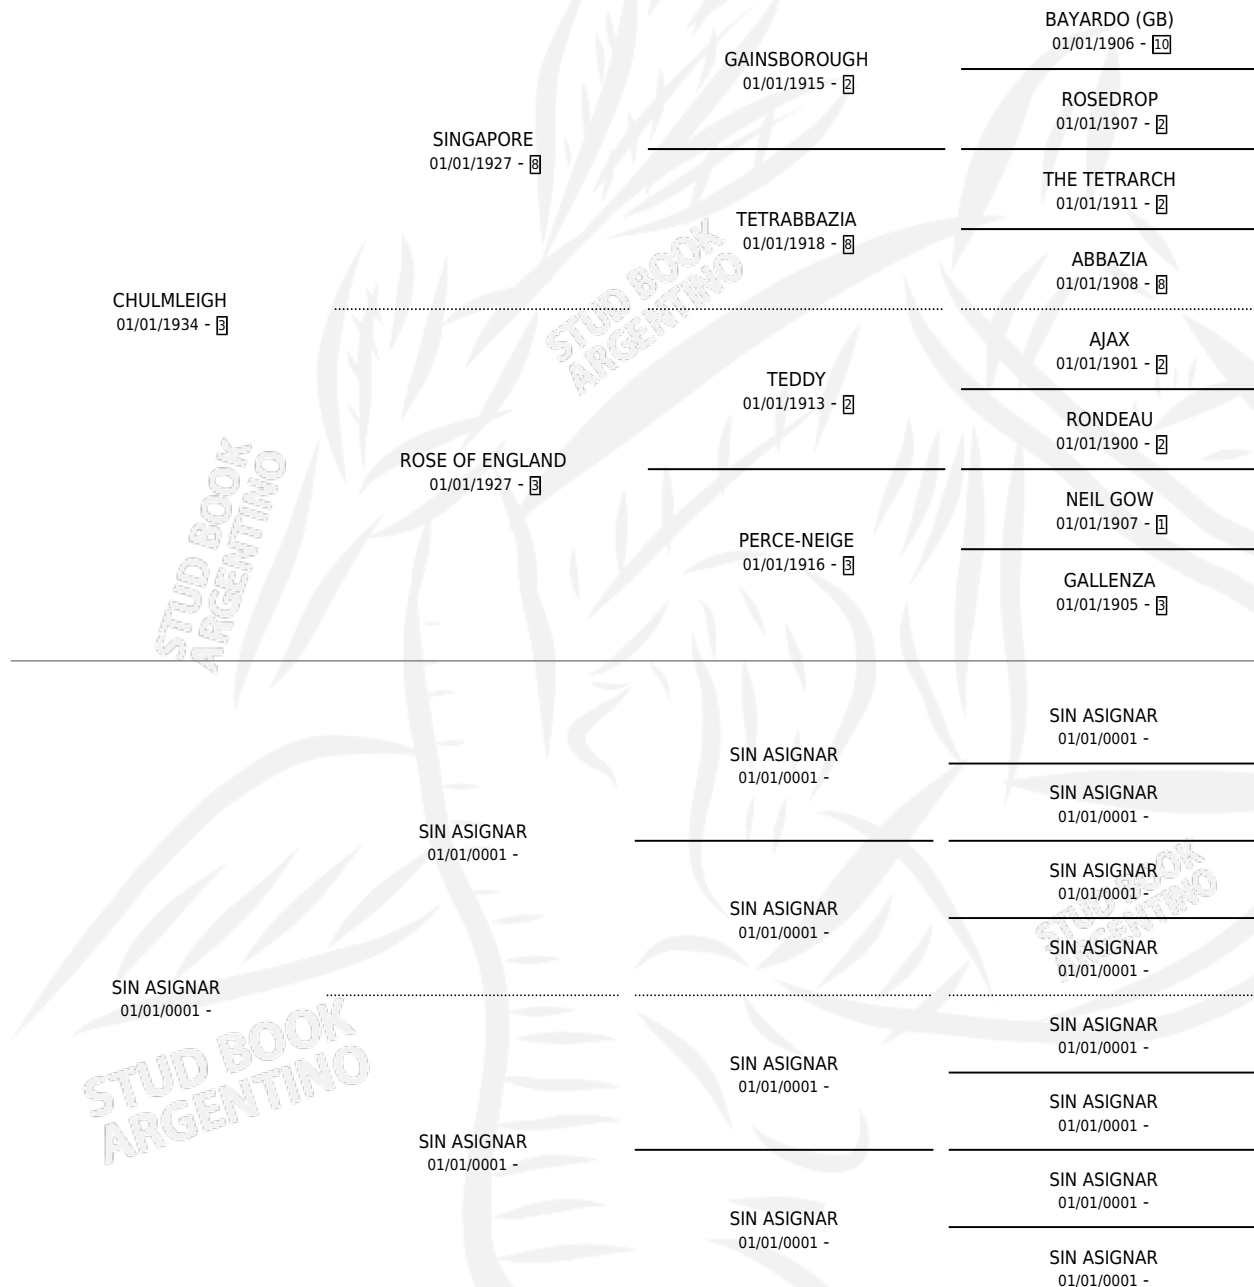 BAYARDO (GB)
01/01/1906 - 10
GAINSBOROUGH
01/01/1915 - 2
ROSEDROP
01/01/1907 - 2
SINGAPORE
01/01/1927 - 8
THE TETRARCH
01/01/1911 - 2
TETRABBAZIA
01/01/1918 - 8
ABBAZIA
01/01/1908 - 8
CHULMLEIGH
01/01/1934 - 3
AJAX
01/01/1901 - 2
TEDDY
01/01/1913 - 2
RONDEAU
01/01/1900 - 2
ROSE OF ENGLAND
01/01/1927 - 3
NEIL GOW
01/01/1907 - 1
PERCE-NEIGE
01/01/1916 - 3
GALLENZA
01/01/1905 - 3
STUD BOOK
ARGENTINO
STUD BOOK
ARGENTINO
SIN ASIGNAR
01/01/0001 -
SIN ASIGNAR
01/01/0001 -
SIN ASIGNAR
01/01/0001 -
SIN ASIGNAR
01/01/0001 -
SIN ASIGNAR
01/01/0001 -
SIN ASIGNAR
01/01/0001 -
SIN ASIGNAR
01/01/0001 -
STUD BOOK
ARGENTINO
SIN ASIGNAR
01/01/0001 -
SIN ASIGNAR
01/01/0001 -
SIN ASIGNAR
01/01/0001 -
SIN ASIGNAR
01/01/0001 -
SIN ASIGNAR
01/01/0001 -
SIN ASIGNAR
01/01/0001 -
SIN ASIGNAR
01/01/0001 -
SIN ASIGNAR
01/01/0001 -
STUD BOOK
ARGENTINO